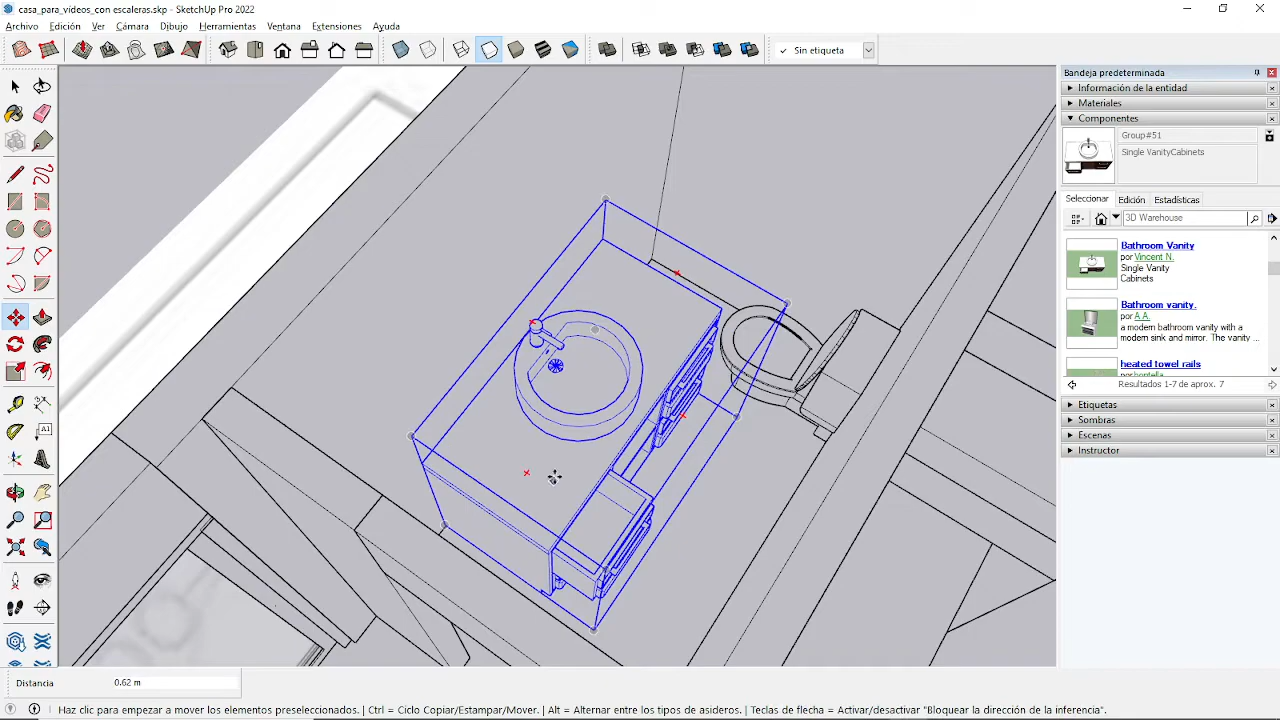 casa_para_vídeos_con escaleras.skp - SketchUp Pro 2022
Archivo Edición Ver Cámara Dibujo Herramientas Ventana Extensiones Ayuda
Sin etiqueta
Bandeja predeterminada
Información de la entidad
Materiales
Componentes
Group#51
Single VanityCabinets
Seleccionar Edición Estadísticas
3D Warehouse
Bathroom Vanity
por Vincent N.
Single Vanity
Cabinets
Bathroom vanity.
por A A.
a modern bathroom vanity with a
modern sink and mirror. The vanity ...
heated towel rails
Resultados 1-7 de aprox. 7
Etiquetas
Sombras
Escenas
Instructor
A1
Distancia 0.62 m
Haz clic para empezar a mover los elementos preseleccionados. | Ctrl = Ciclo Copiar/Estampar/Mover. | Alt = Alternar entre los tipos de asideros. | Teclas de flecha = Activar/desactivar "Bloquear la dirección de la inferencia".